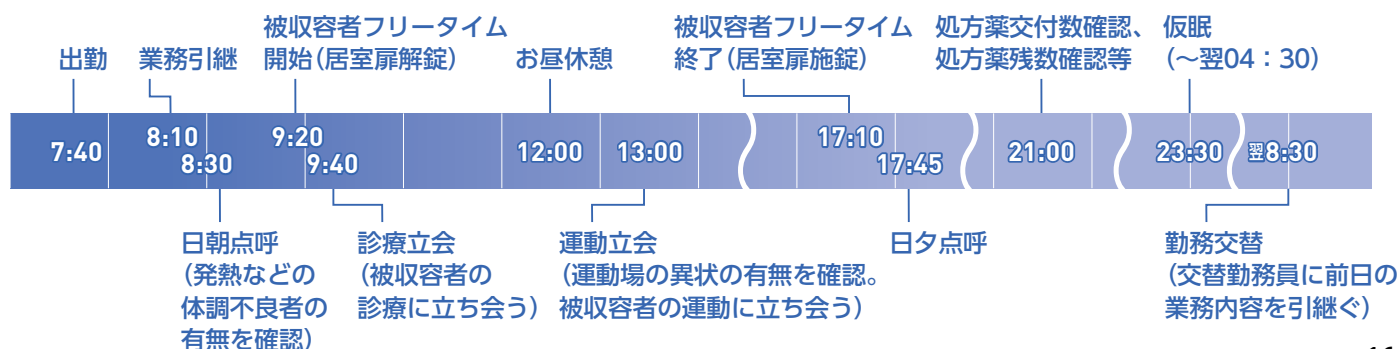 出勤
業務引継
被収容者フリータイム
開始(居室扉解錠)
お昼休憩
被収容者フリータイム
終了(居室扉施錠)
処方薬交付数確認、
処方薬残数確認等
仮眠
(~翌04:30)
7:40
8:10
8:30
9:20
9:40
12:00
13:00
17:10
17:45
21:00
23:30
翌8:30
日朝点呼
(発熱などの
体調不良者の
有無を確認)
診療立会
(被収容者の
診療に立ち会う)
運動立会
(運動場の異状の有無を確認。
被収容者の運動に立ち会う)
日夕点呼
勤務交替
(交替勤務員に前日の
業務内容を引継ぐ)